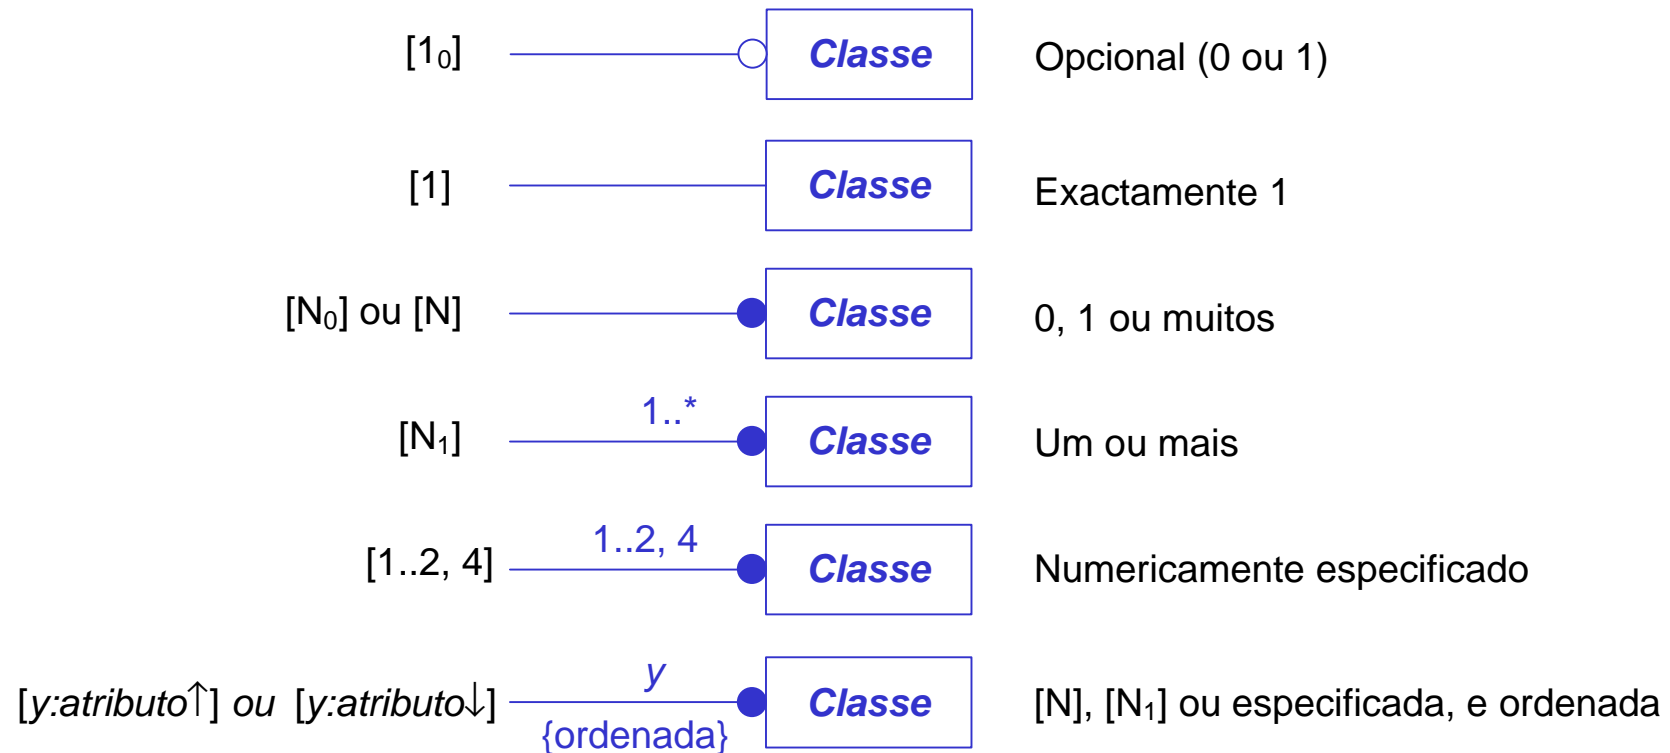 [1₀] Classe Opcional (0 ou 1)
[1] Classe Exactamente 1
[N₀] ou [N] Classe 0, 1 ou muitos
1..*
[N₁] Classe Um ou mais
1..2, 4
[1..2, 4] Classe Numericamente especificado
y
[y:atributo↑] ou [y:atributo↓] Classe [N], [N₁] ou especificada, e ordenada
{ordenada}